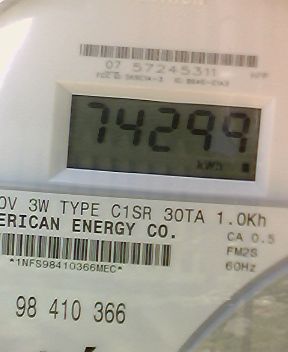 07 57245311
74299
kWh
0V 3W TYPE C1SR 30TA 1.0Kh
ERICAN ENERGY CO.
CA 0.5
FM2S
*1NFS98410366MEC*
60Hz
98 410 366